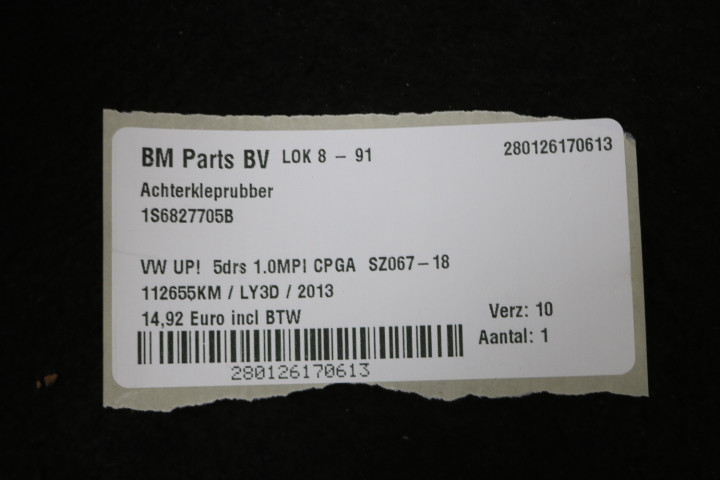 BM Parts BV LOK 8 - 91 280126170613
Achterkleprubber
1S6827705B
VW UP! 5drs 1.0MPI CPGA SZ067-18
112655KM / LY3D / 2013
14,92 Euro incl BTW
Verz: 10
Aantal: 1
280126170613